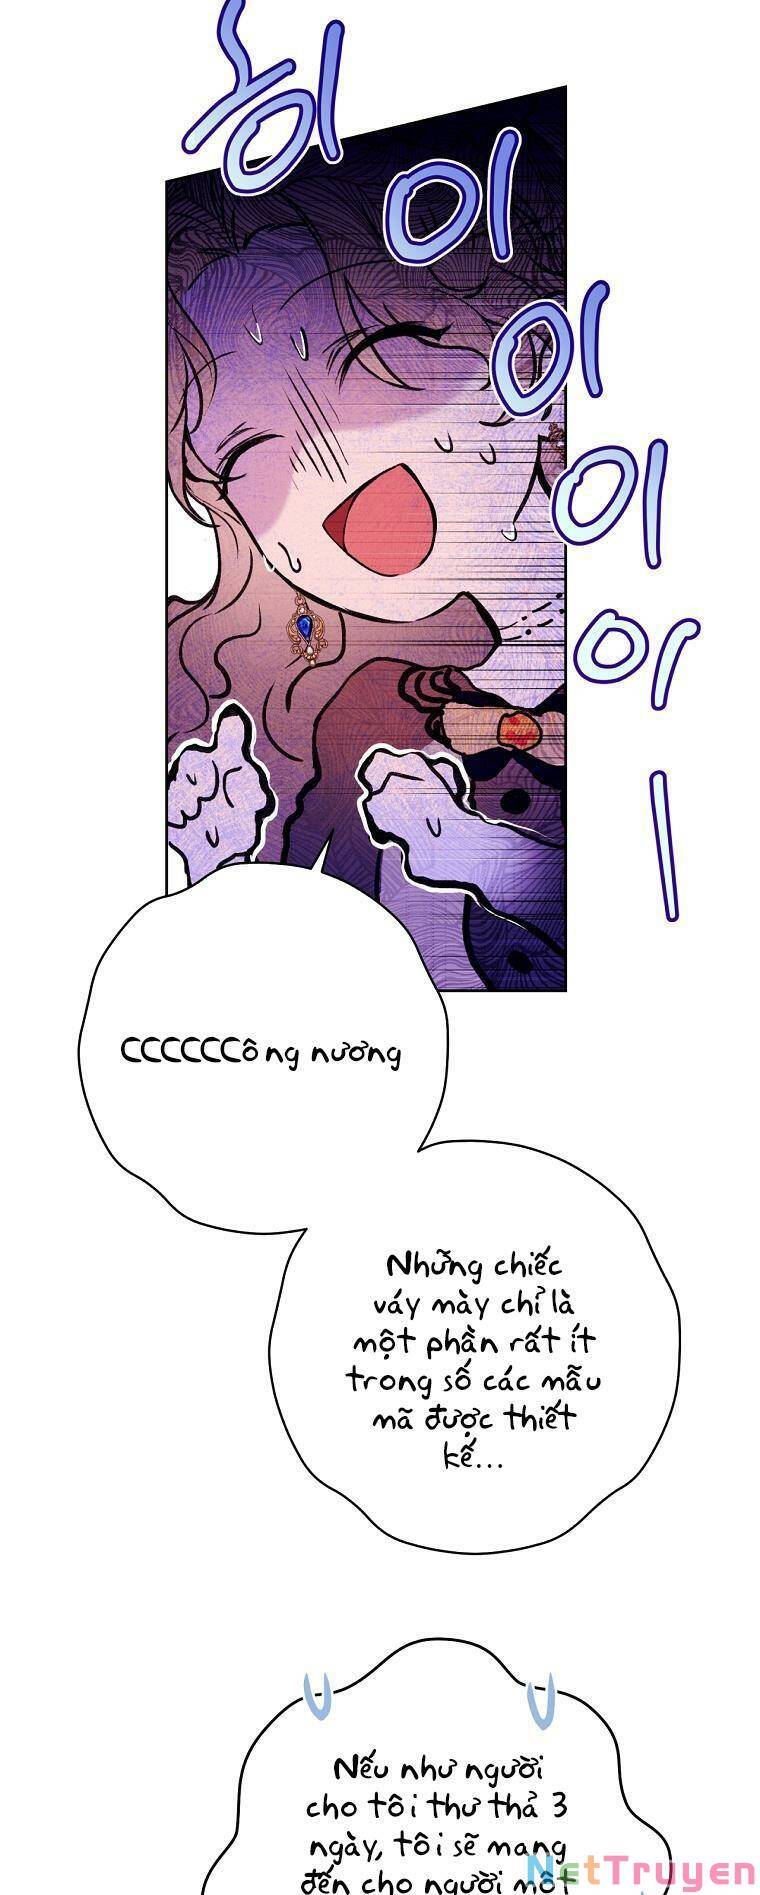 히
이
이
이
이
ㅣ
CCCCCCông nương
Những chiếc
váy mày chỉ là
một phần rất ít
trong số các mẫu
mã được thiết
kế...
Nếu như người
cho tôi thư thả 3
ngày, tôi sẽ mang
đến cho người một
NetTruyen